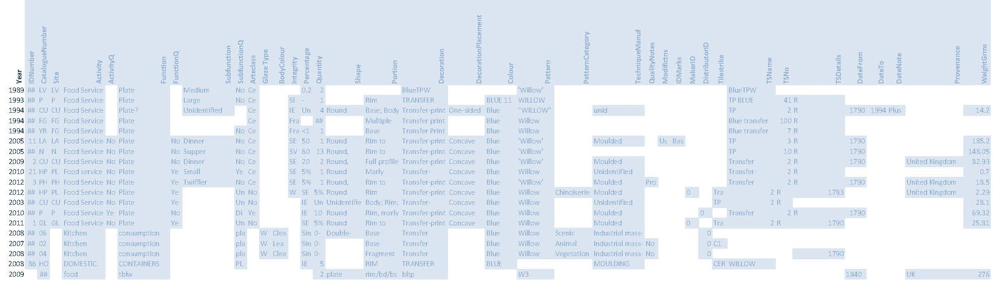 Year IDNumber CatalogueNumber Site Activity ActivityQ Function FunctionQ Subfunction SubfunctionQ Arteclass Glaze Type BodyColour Integrity Percentage Quantity Shape Portion Decoration DecorationPlacement Colour Pattern PatternCategory TechniqueManuf QualityNotes Modifictns IDMarks MakerID DistributorID Tilestrike TSName TSNo TSDetails DateFrom DateTo DateNote Provenance WeightGrms
1989 ## LV LV Food Service Plate Medium No Ce 0.2 2 BlueTPW 'Willow' BlueTPW
1993 ## P P Food Service Plate Large No Ce SI - 1 Rim TRANSFER BLUE 11 WILLOW TP BLUE 41 R
1994 ## CU CU Food Service Plate? Unidentified Ce IE Un 4 Round Base, Body Transfer-print One-sided Blue "WILLOW" unid TP 2 R 1790 1994 Plus 14.2
1994 ## FG FG Food Service Plate Ce Fra ## Multiple Transfer print Blue Willow Blue transfer 100 R
1994 ## YR FG Food Service Plate No Ce Fra <1 1 Base Transfer Print Blue Willow Blue transfer 7 R
2005 11 LA LA Food Service No Plate No Dinner No Ce SE 50 1 Round Rim to Transfer-print Concave Blue 'Willow' Moulded Us Bas TP 3 R 1790 185.2
2005 ## N N Food Service No Plate No Supper No Ce SV 60 13 Round, Rim to Transfer-print Concave Blue 'Willow' TP 10 R 1790 148.05
2009 2 CU CU Food Service No Plate No Dinner No Ce SE 20 2 Round, Full profile Transfer-print Concave Blue 'Willow' Moulded Transfer 2 R 1790 United Kingdom 82.93
2010 21 HP PL Food service No Plate Ye Small Ye Ce SE 5% 1 Round Marly Transfer- Concave Blue Willow Unidentified Transfer- 2 R 0.7
2012 3 PH PH Food Service No Plate Ye Twiffler No Ce SE 5% 1 Round, Rim to Transfer-print Concave Blue 'Willow' Moulded Pro Transfer 2 R 1790 United Kingdom 18.5
2012 ## HP PL Food Service No Plate Ye Un No W SE 5% Round Rim Transfer-print Concave Blue Willow Chinoiserie Moulded 0 Tra 2 R 1783 United Kingdom 2.29
2003 ## CU CU Food Service No Plate Ye Un No IE Un Unidentifie Body; Rim; Transfer- Concave Blue Willow Unidentified TP 2 R 28.1
2010 ## P P Food Service Ye Plate No Di Ye IE 10 Round Rim, marly Transfer-print Concave Blue Willow Moulded 0 Transfer 2 R 1790 69.32
2011 1 GL GL Food Service No Plate Ye Un No SE 5% Round Rim to Transfer-print Concave Blue Willow Moulded 0 Tra 2 R 1790 25.81
2008 ## 06 Kitchen consumption pla W Clea Sin 0- Double- Base Transfer Blue Willow Scenic Industrial mass- 0
2007 ## 02 Kitchen consumption pla W Lea Sin 0- Base Transfer Blue Willow Animal Industrial mass- No 0 C1
2008 ## 04 Kitchen consumption pla W Clea Sin 0- Fragment Transfer Blue Willow Vegetation Industrial mass- No 0 1790
2008 86 HO DOMESTIC CONTAINERS PL IE 5 RIM TRANSFER BLUE MOULDING CER WILLOW
2009 ## food tblw 2 plate rim/bd/bs bltp W3 1840 UK 276